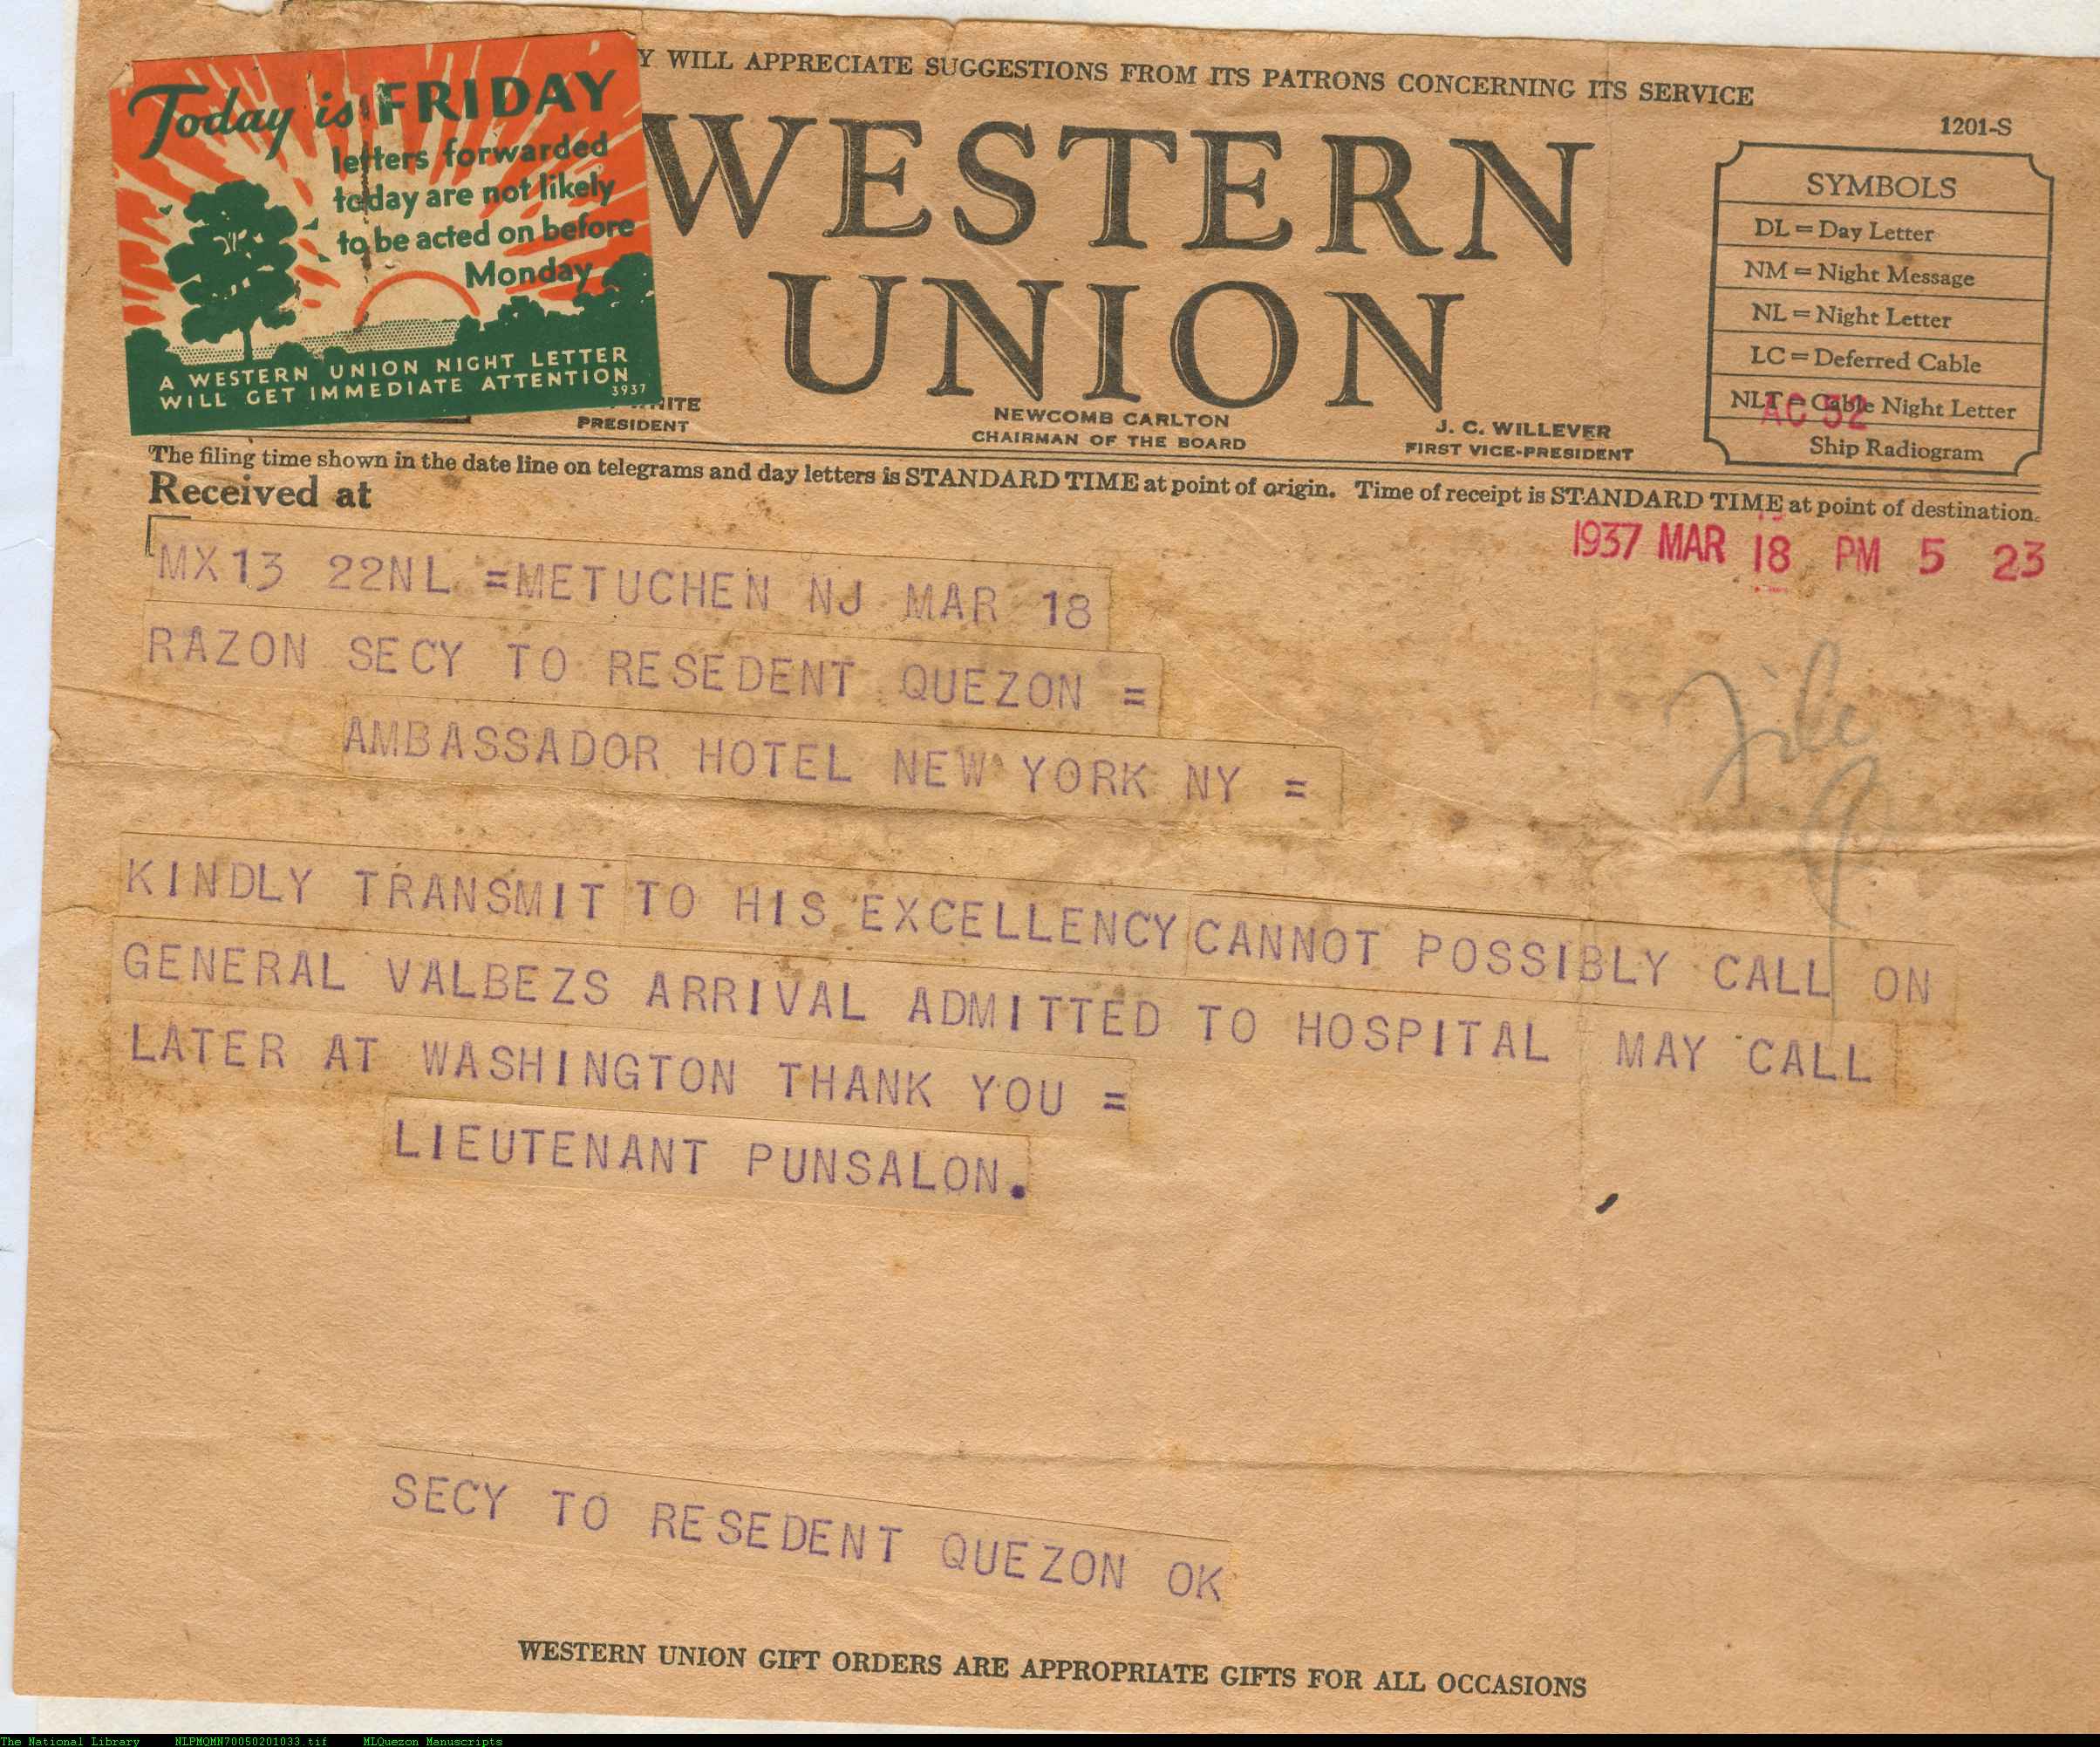 Y WILL APPRECIATE SUGGESTIONS FROM ITS PATRONS CONCERNING ITS SERVICE
Today is FRIDAY
letters forwarded
today are not likely
to be acted on before
Monday
A WESTERN UNION NIGHT LETTER
WILL GET IMMEDIATE ATTENTION
3937
WESTERN
UNION
1201-S
SYMBOLS
DL = Day Letter
NM = Night Message
NL = Night Letter
LC = Deferred Cable
NLT = Cable Night Letter
AC 52
Ship Radiogram
PRESIDENT
NEWCOMB CARLTON
CHAIRMAN OF THE BOARD
J. C. WILLEVER
FIRST VICE-PRESIDENT
The filing time shown in the date line on telegrams and day letters is STANDARD TIME at point of origin. Time of receipt is STANDARD TIME at point of destination.
Received at
1937 MAR 18 PM 5 23
MX13 22NL =METUCHEN NJ MAR 18
RAZON SECY TO RESEDENT QUEZON =
AMBASSADOR HOTEL NEW YORK NY =
file
KINDLY TRANSMIT TO HIS EXCELLENCY CANNOT POSSIBLY CALL ON
GENERAL VALBEZS ARRIVAL ADMITTED TO HOSPITAL MAY CALL
LATER AT WASHINGTON THANK YOU =
LIEUTENANT PUNSALON.
SECY TO RESEDENT QUEZON OK
WESTERN UNION GIFT ORDERS ARE APPROPRIATE GIFTS FOR ALL OCCASIONS
The National Library NLPMQMN70050201033.tif MLQuezon Manuscripts